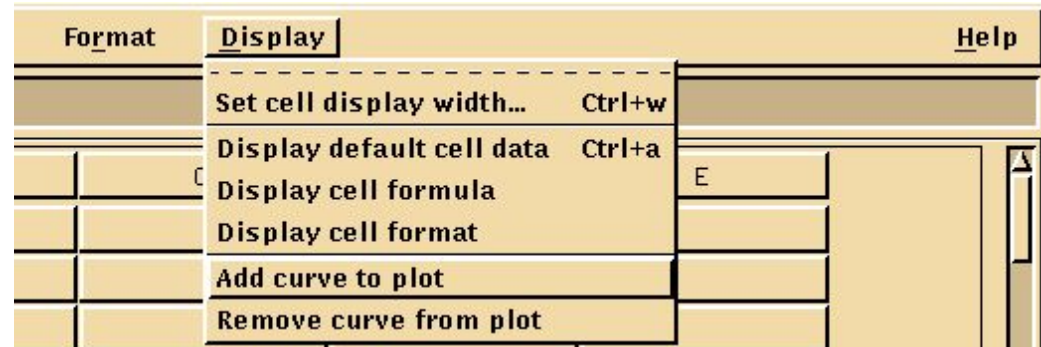 Format Display Help
Set cell display width... Ctrl+w
Display default cell data Ctrl+a
C E
Display cell formula
Display cell format
Add curve to plot
Remove curve from plot